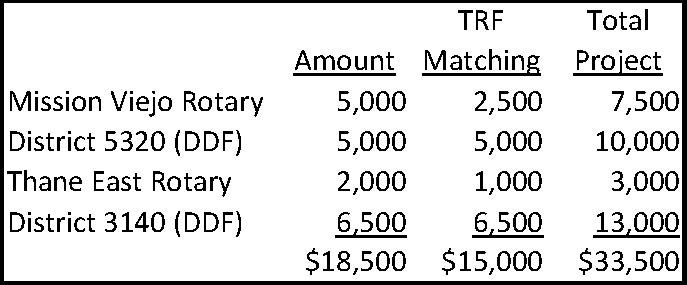 TRF Total
Amount Matching Project
Mission Viejo Rotary 5,000 2,500 7,500
District 5320 (DDF) 5,000 5,000 10,000
Thane East Rotary 2,000 1,000 3,000
District 3140 (DDF) 6,500 6,500 13,000
$18,500 $15,000 $33,500